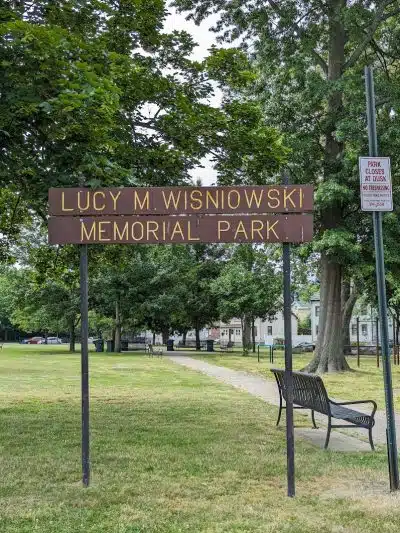 LUCY M. WISNIOWSKI
MEMORIAL PARK
PARK
CLOSES
AT DUSK
NO TRESPASSING